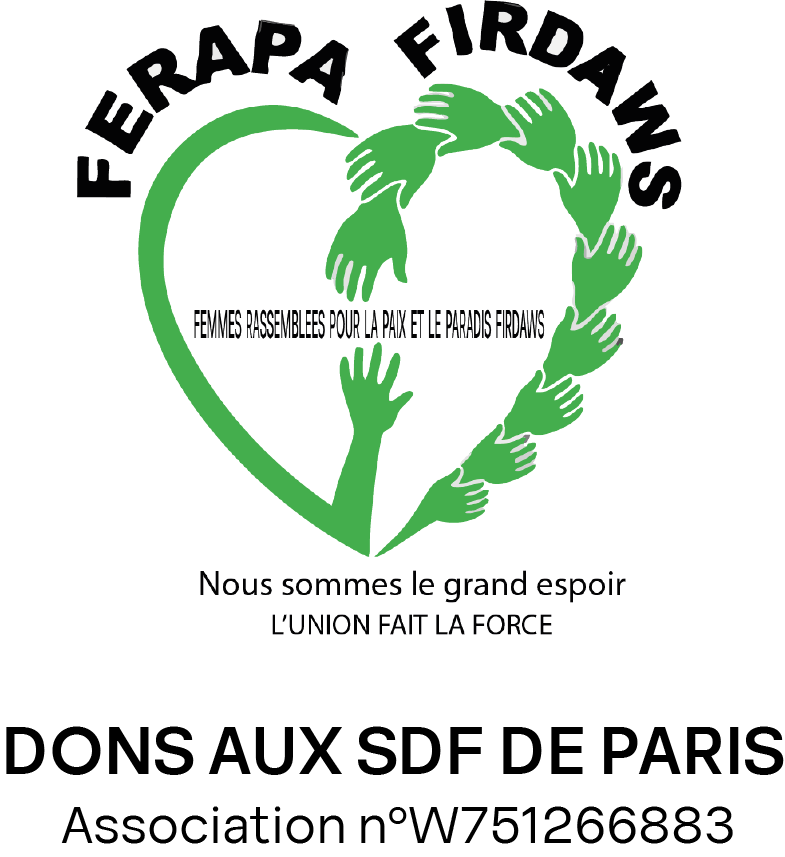 FERAPA FIRDAWS
FEMMES RASSEMBLEES POUR LA PAIX ET LE PARADIS FIRDAWS
Nous sommes le grand espoir
L'UNION FAIT LA FORCE
DONS AUX SDF DE PARIS
Association n°W751266883